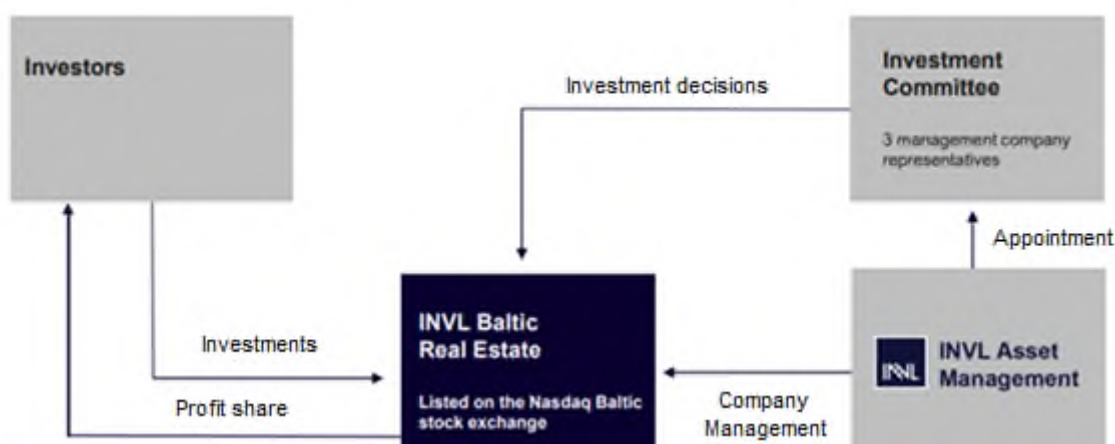 Investors
Investment decisions
Investment
Committee
3 management company
representatives
Appointment
Investments
Profit share
INVL Baltic
Real Estate
Listed on the Nasdaq Baltic
stock exchange
Company
Management
INVL
INVL Asset
Management